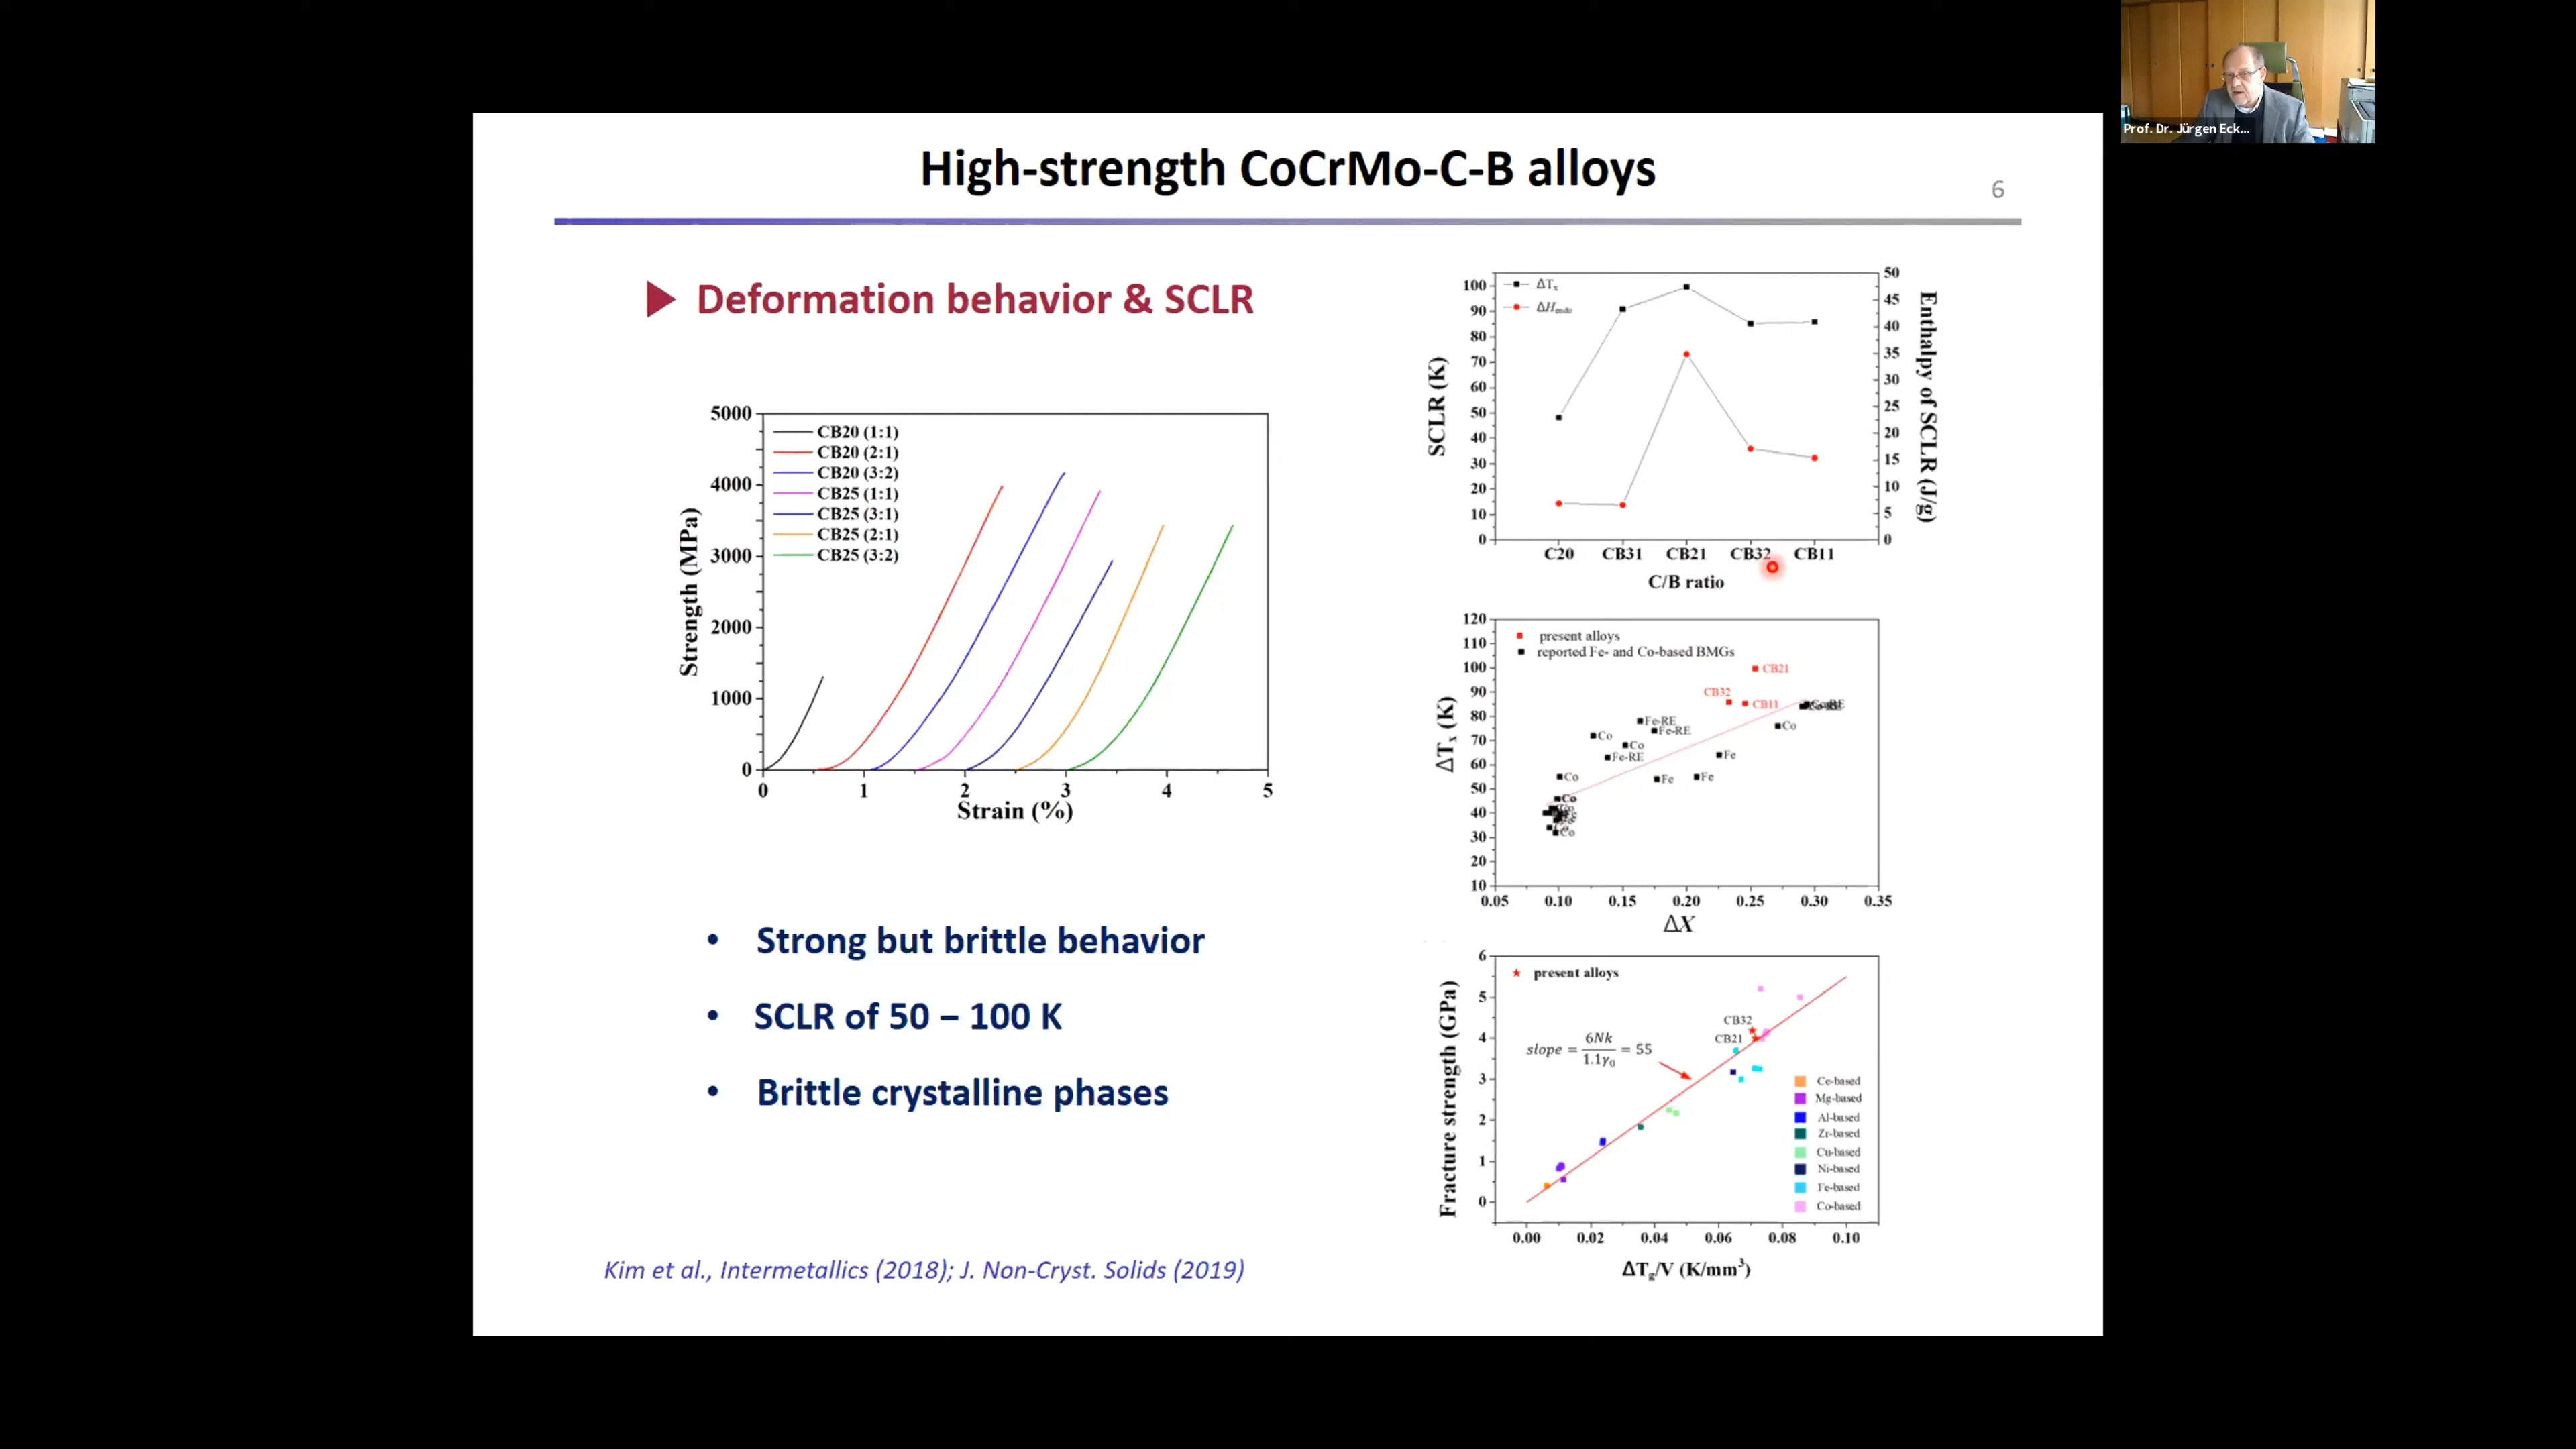 Prof. Dr. Jürgen Eck...
High-strength CoCrMo-C-B alloys
6
Deformation behavior & SCLR
5000
4000
3000
2000
1000
0
Strength (MPa)
CB20 (1:1)
CB20 (2:1)
CB20 (3:2)
CB25 (1:1)
CB25 (3:1)
CB25 (2:1)
CB25 (3:2)
0 1 2 3 4 5
Strain (%)
• Strong but brittle behavior
• SCLR of 50 – 100 K
• Brittle crystalline phases
Kim et al., Intermetallics (2018); J. Non-Cryst. Solids (2019)
SCLR (K)
100
90
80
70
60
50
40
30
20
10
0
ΔTx
ΔHendo
50
45
40
35
30
25
20
15
10
5
0
Enthalpy of SCLR (J/g)
C20 CB31 CB21 CB32 CB11
C/B ratio
ΔTx (K)
120
110
100
90
80
70
60
50
40
30
20
10
present alloys
reported Fe- and Co-based BMGs
CB21
CB32
CB11
Fe-RE
Fe-RE
Co
Co
Co
Fe-RE
Fe
Co
Fe
Fe
Co
Co
0.05 0.10 0.15 0.20 0.25 0.30 0.35
ΔX
Fracture strength (GPa)
6
5
4
3
2
1
0
present alloys
CB32
CB21
slope = 6Nk/1.1γ0 = 55
Ce-based
Mg-based
Al-based
Zr-based
Cu-based
Ni-based
Fe-based
Co-based
0.00 0.02 0.04 0.06 0.08 0.10
ΔTg/V (K/mm³)